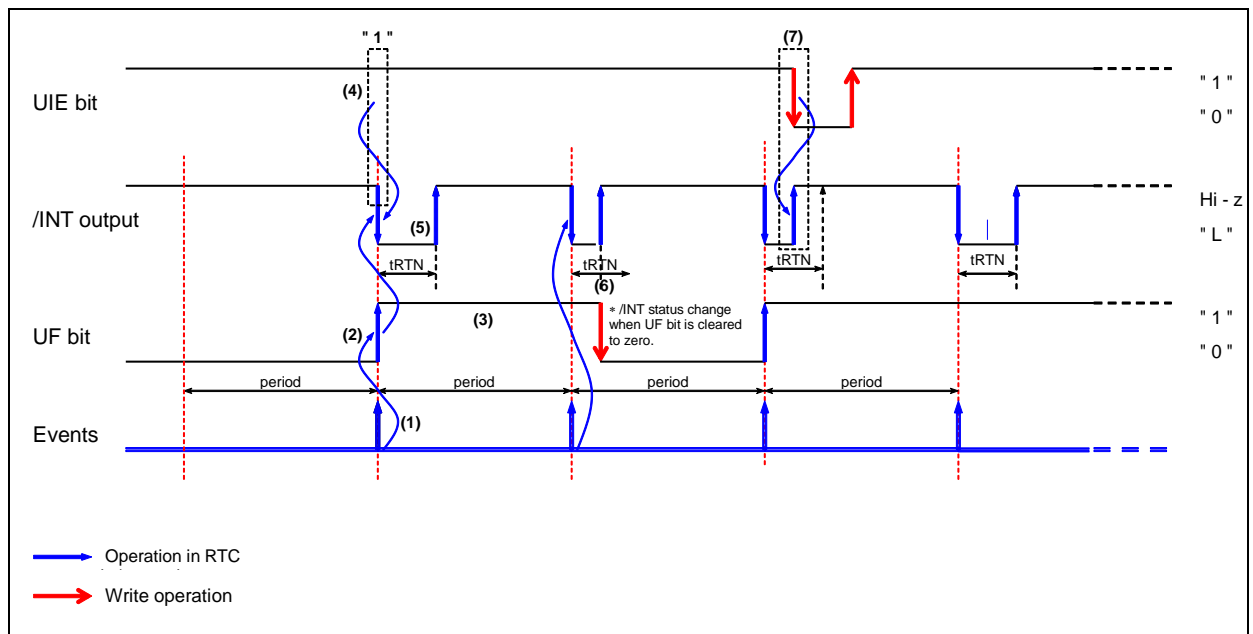 " 1 "
(7)
(4)
UIE bit
" 1 "
" 0 "
/INT output
Hi - z
" L "
(5)
tRTN
tRTN
tRTN
tRTN
(6)
(2)
(3)
* /INT status change
when UF bit is cleared
to zero.
UF bit
" 1 "
" 0 "
period
period
period
period
(1)
Events
Operation in RTC
Write operation